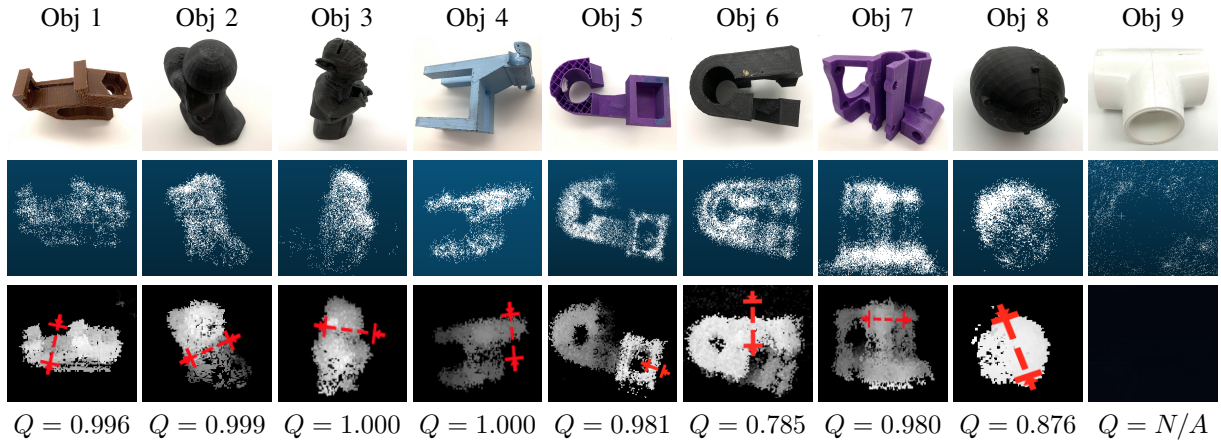 Obj 1 Obj 2 Obj 3 Obj 4 Obj 5 Obj 6 Obj 7 Obj 8 Obj 9
Q = 0.996 Q = 0.999 Q = 1.000 Q = 1.000 Q = 0.981 Q = 0.785 Q = 0.980 Q = 0.876 Q = N/A